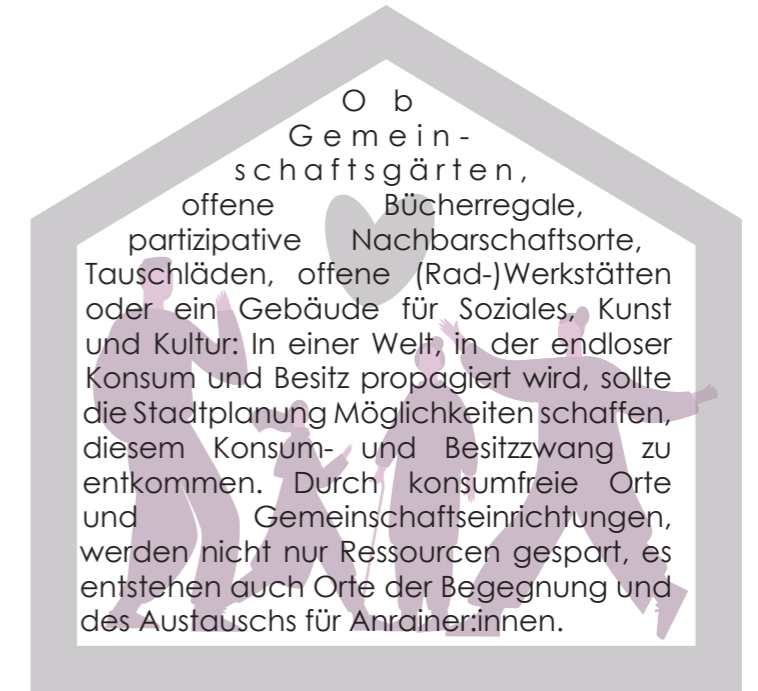 Ob
Gemein-
schaftsgärten,
offene Bücherregale,
partizipative Nachbarschaftsorte,
Tauschläden, offene (Rad-)Werkstätten
oder ein Gebäude für Soziales, Kunst
und Kultur: In einer Welt, in der endloser
Konsum und Besitz propagiert wird, sollte
die Stadtplanung Möglichkeiten schaffen,
diesem Konsum- und Besitzzwang zu
entkommen. Durch konsumfreie Orte
und Gemeinschaftseinrichtungen,
werden nicht nur Ressourcen gespart, es
entstehen auch Orte der Begegnung und
des Austauschs für Anrainer:innen.